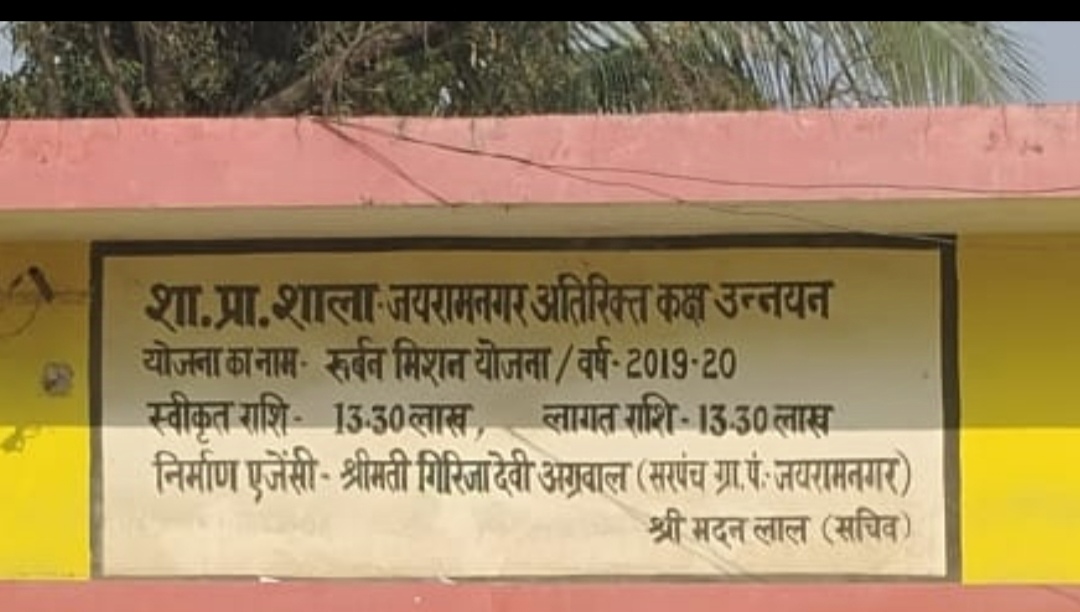 शा.प्रा.शाला-जयरामनगर अतिरिक्त कक्ष उन्नयन
योजना का नाम- रूर्बन मिशन योजना / वर्ष-2019-20
स्वीकृत राशि- 13.30 लाख, लागत राशि-13.30 लाख
निर्माण एजेंसी- श्रीमती गिरिजा देवी अग्रवाल (सरपंच ग्रा.पं.-जयरामनगर)
श्री मदन लाल (सचिव)